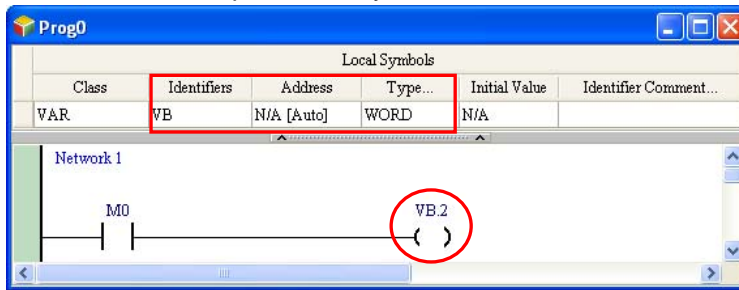 Prog0
Local Symbols
Class Identifiers Address Type... Initial Value Identifier Comment...
VAR VB N/A [Auto] WORD N/A
Network 1
M0 VB.2